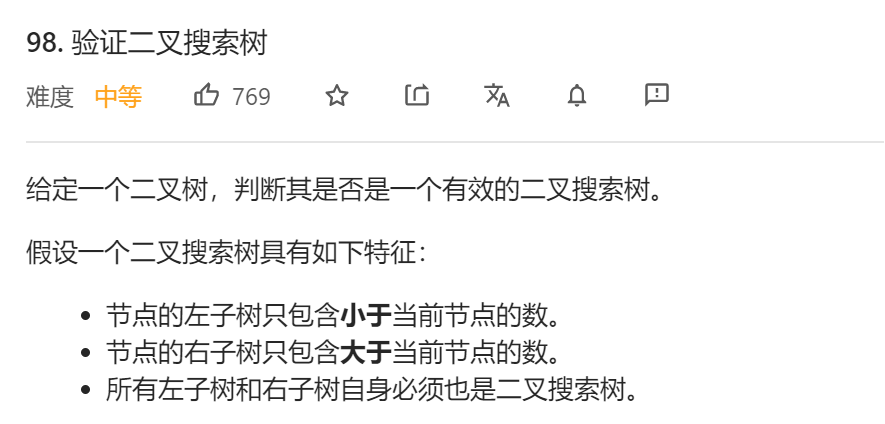 98. 验证二叉搜索树
难度 中等 769
给定一个二叉树，判断其是否是一个有效的二叉搜索树。
假设一个二叉搜索树具有如下特征：
• 节点的左子树只包含小于当前节点的数。
• 节点的右子树只包含大于当前节点的数。
• 所有左子树和右子树自身必须也是二叉搜索树。